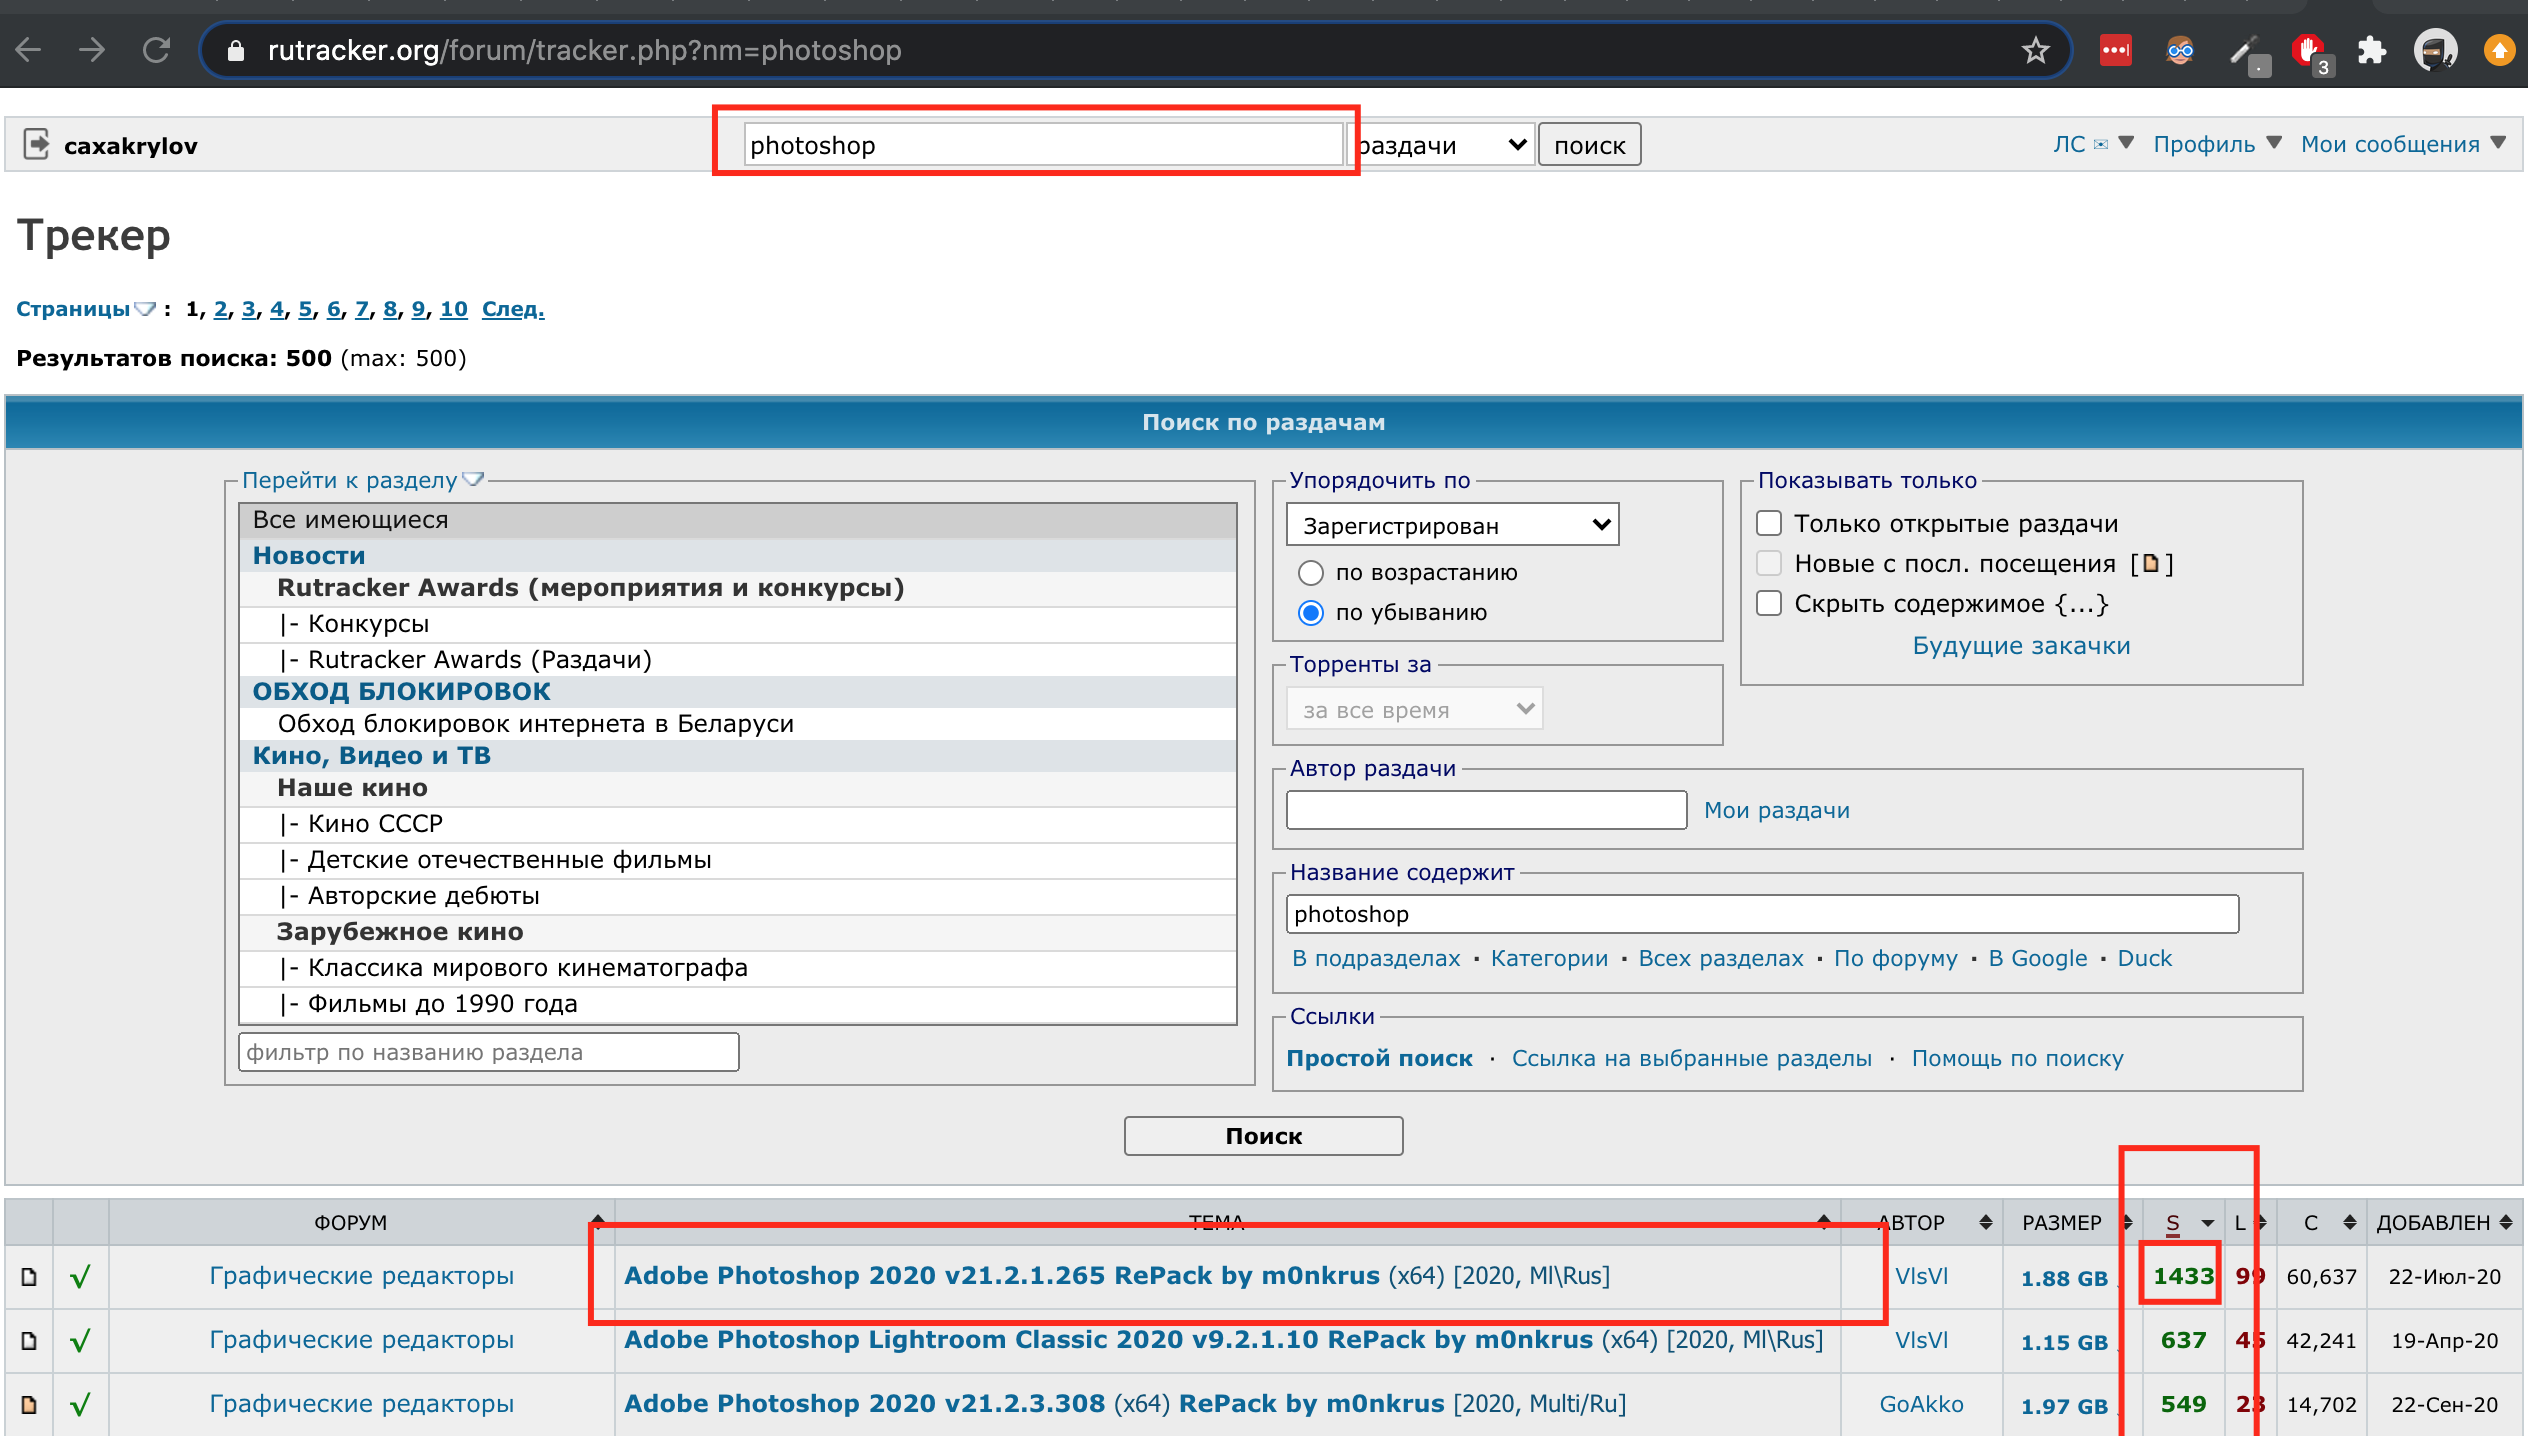 rutracker.org/forum/tracker.php?nm=photoshop
3
caxakrylov
photoshop
раздачи
поиск
ЛС
Профиль
Мои сообщения
Трекер
Страницы : 1, 2, 3, 4, 5, 6, 7, 8, 9, 10 След.
Результатов поиска: 500 (max: 500)
Поиск по раздачам
Перейти к разделу
Все имеющиеся
Новости
Rutracker Awards (мероприятия и конкурсы)
|- Конкурсы
|- Rutracker Awards (Раздачи)
ОБХОД БЛОКИРОВОК
Обход блокировок интернета в Беларуси
Кино, Видео и ТВ
Наше кино
|- Кино СССР
|- Детские отечественные фильмы
|- Авторские дебюты
Зарубежное кино
|- Классика мирового кинематографа
|- Фильмы до 1990 года
фильтр по названию раздела
Упорядочить по
Зарегистрирован
по возрастанию
по убыванию
Торренты за
за все время
Показывать только
Только открытые раздачи
Новые с посл. посещения [ ]
Скрыть содержимое {...}
Будущие закачки
Автор раздачи
Мои раздачи
Название содержит
photoshop
В подразделах · Категории · Всех разделах · По форуму · В Google · Duck
Ссылки
Простой поиск · Ссылка на выбранные разделы · Помощь по поиску
Поиск
ФОРУМ ТЕМА АВТОР РАЗМЕР S L C ДОБАВЛЕН
√ Графические редакторы Adobe Photoshop 2020 v21.2.1.265 RePack by m0nkrus (x64) [2020, Ml\Rus] VlsVl 1.88 GB 1433 99 60,637 22-Июл-20
√ Графические редакторы Adobe Photoshop Lightroom Classic 2020 v9.2.1.10 RePack by m0nkrus (x64) [2020, Ml\Rus] VlsVl 1.15 GB 637 45 42,241 19-Апр-20
√ Графические редакторы Adobe Photoshop 2020 v21.2.3.308 (x64) RePack by m0nkrus [2020, Multi/Ru] GoAkko 1.97 GB 549 23 14,702 22-Сен-20